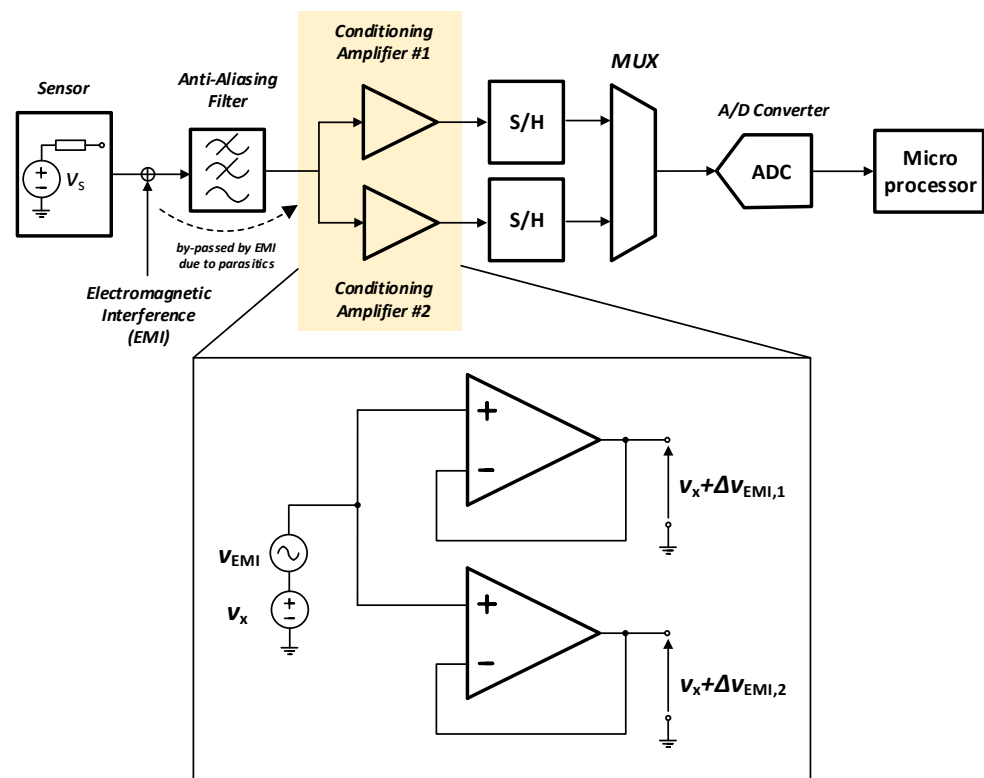 Conditioning
Amplifier #1
MUX
Sensor
Anti-Aliasing
Filter
A/D Converter
S/H
Vs
ADC
Micro
processor
S/H
by-passed by EMI
due to parasitics
Electromagnetic
Interference
(EMI)
Conditioning
Amplifier #2
+
−
vx+ΔvEMI,1
vEMI
vx
+
−
vx+ΔvEMI,2